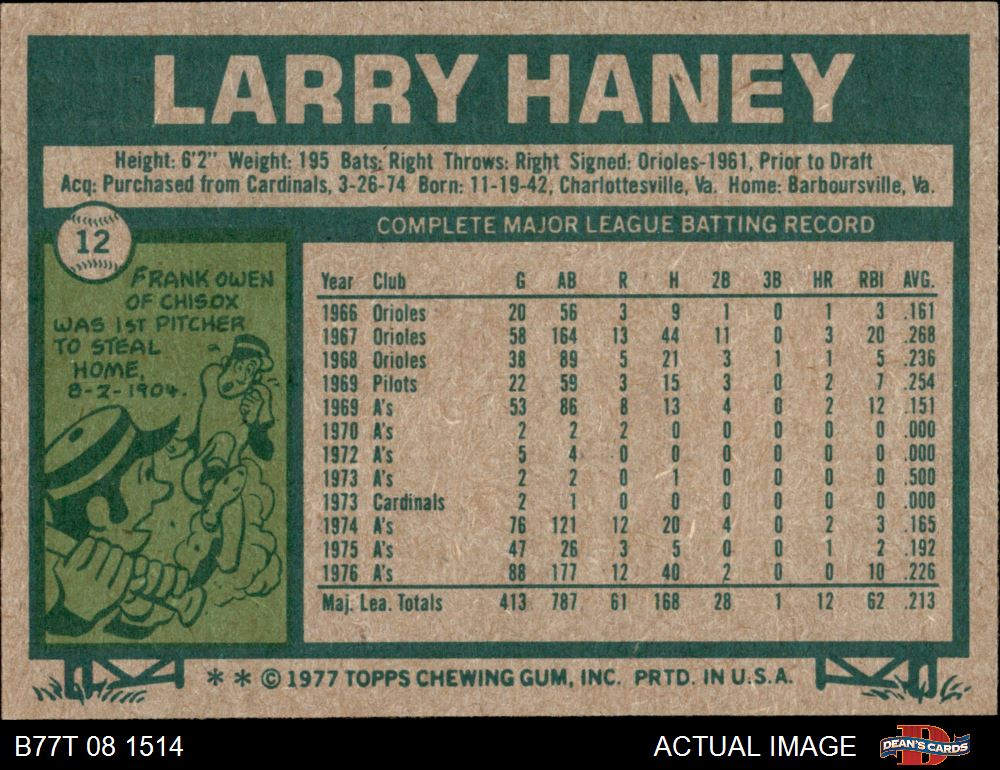 LARRY HANEY
Height: 6'2" Weight: 195 Bats: Right Throws: Right Signed: Orioles-1961, Prior to Draft
Acq: Purchased from Cardinals, 3-26-74 Born: 11-19-42, Charlottesville, Va. Home: Barboursville, Va.
12
FRANK OWEN
OF CHISOX
WAS 1ST PITCHER
TO STEAL
HOME,
8-2-1904.
COMPLETE MAJOR LEAGUE BATTING RECORD
Year Club G AB R H 2B 3B HR RBI AVG.
1966 Orioles 20 56 3 9 1 0 1 3 .161
1967 Orioles 58 164 13 44 11 0 3 20 .268
1968 Orioles 38 89 5 21 3 1 1 5 .236
1969 Pilots 22 59 3 15 3 0 2 7 .254
1969 A's 53 86 8 13 4 0 2 12 .151
1970 A's 2 2 2 0 0 0 0 0 .000
1972 A's 5 4 0 0 0 0 0 0 .000
1973 A's 2 2 0 1 0 0 0 0 .500
1973 Cardinals 2 1 0 0 0 0 0 0 .000
1974 A's 76 121 12 20 4 0 2 3 .165
1975 A's 47 26 3 5 0 0 1 2 .192
1976 A's 88 177 12 40 2 0 0 10 .226
Maj. Lea. Totals 413 787 61 168 28 1 12 62 .213
** © 1977 TOPPS CHEWING GUM, INC. PRTD. IN U.S.A.
B77T 08 1514
ACTUAL IMAGE
D
DEAN'S CARDS